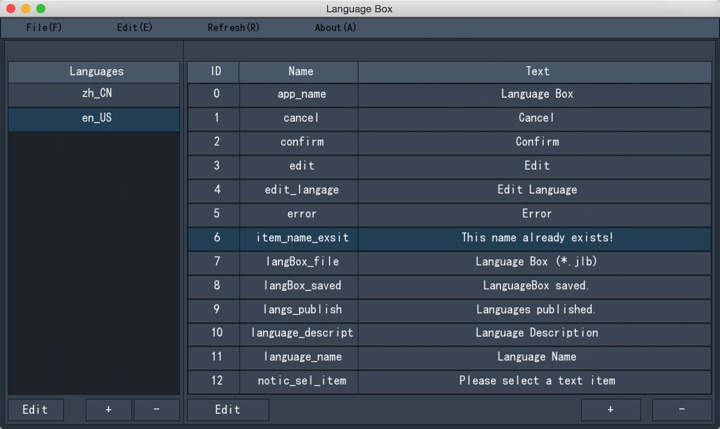 Language Box
File(F) Edit(E) Refresh(R) About(A)
Languages
zh_CN
en_US
Edit + -
ID Name Text
0 app_name Language Box
1 cancel Cancel
2 confirm Confirm
3 edit Edit
4 edit_langage Edit Language
5 error Error
6 item_name_exsit This name already exists!
7 langBox_file Language Box (*.jlb)
8 langBox_saved LanguageBox saved.
9 langs_publish Languages published.
10 language_descript Language Description
11 language_name Language Name
12 notic_sel_item Please select a text item
Edit + -